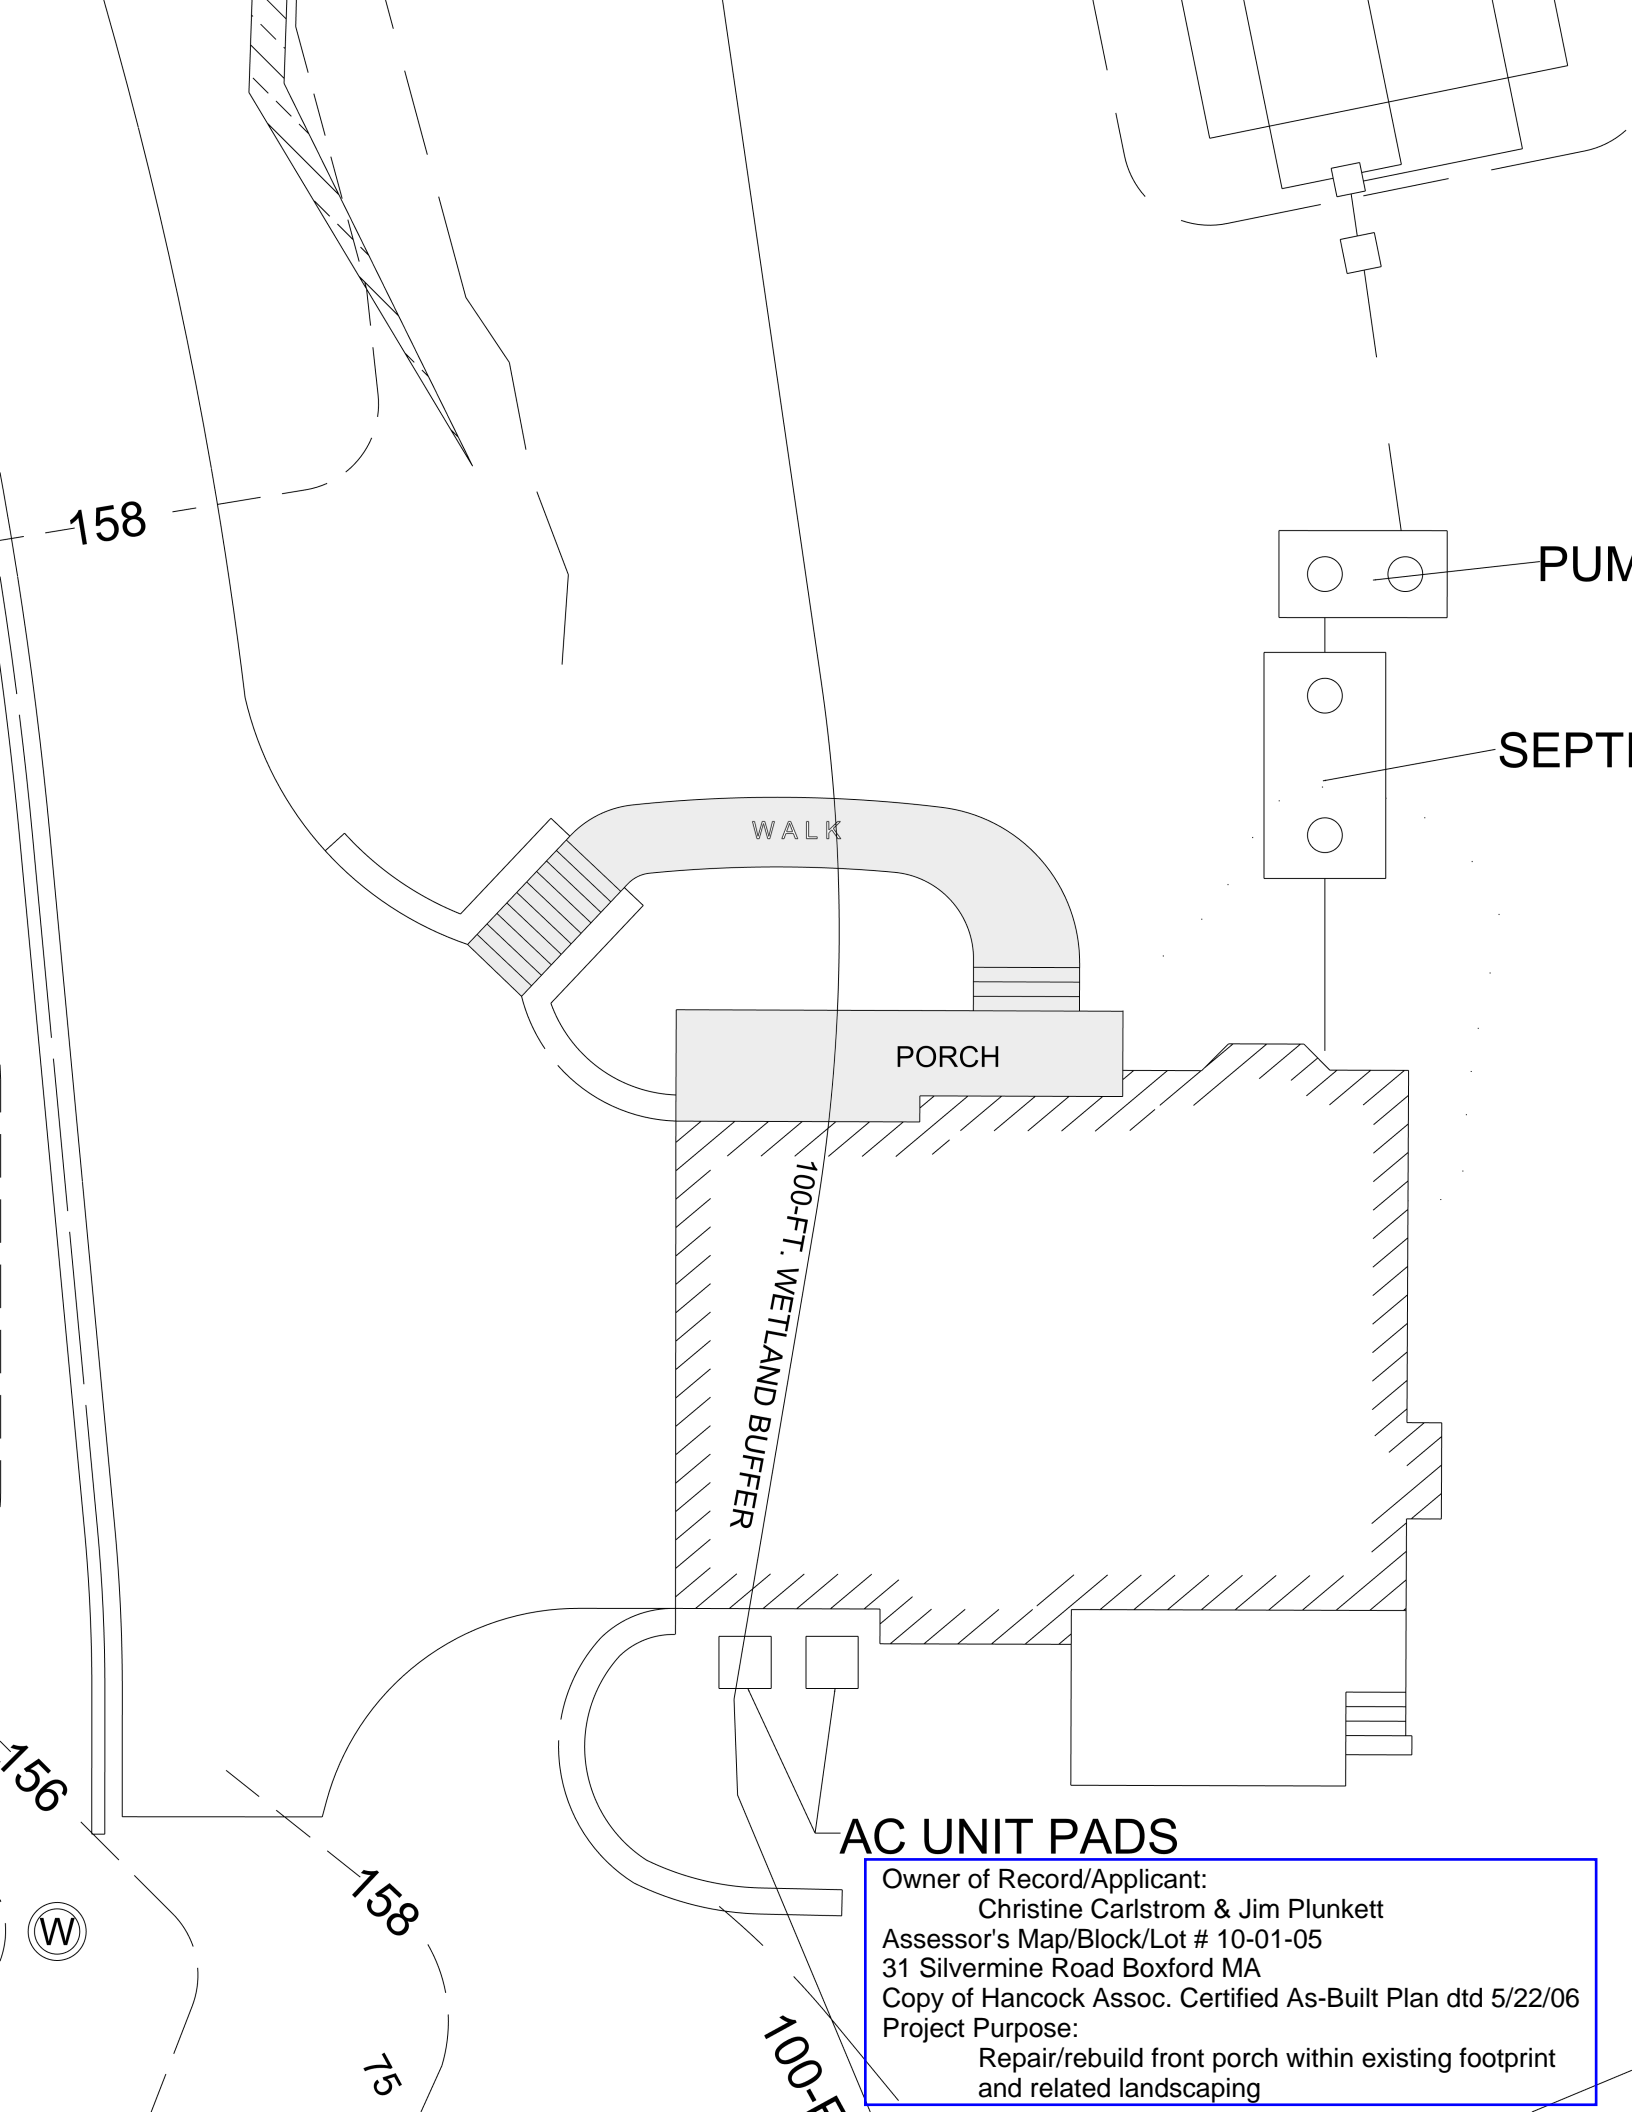 158
PUM
SEPTI
WALK
PORCH
100-FT. WETLAND BUFFER
156
AC UNIT PADS
158
W
75
100-F
Owner of Record/Applicant:
Christine Carlstrom & Jim Plunkett
Assessor's Map/Block/Lot # 10-01-05
31 Silvermine Road Boxford MA
Copy of Hancock Assoc. Certified As-Built Plan dtd 5/22/06
Project Purpose:
Repair/rebuild front porch within existing footprint
and related landscaping